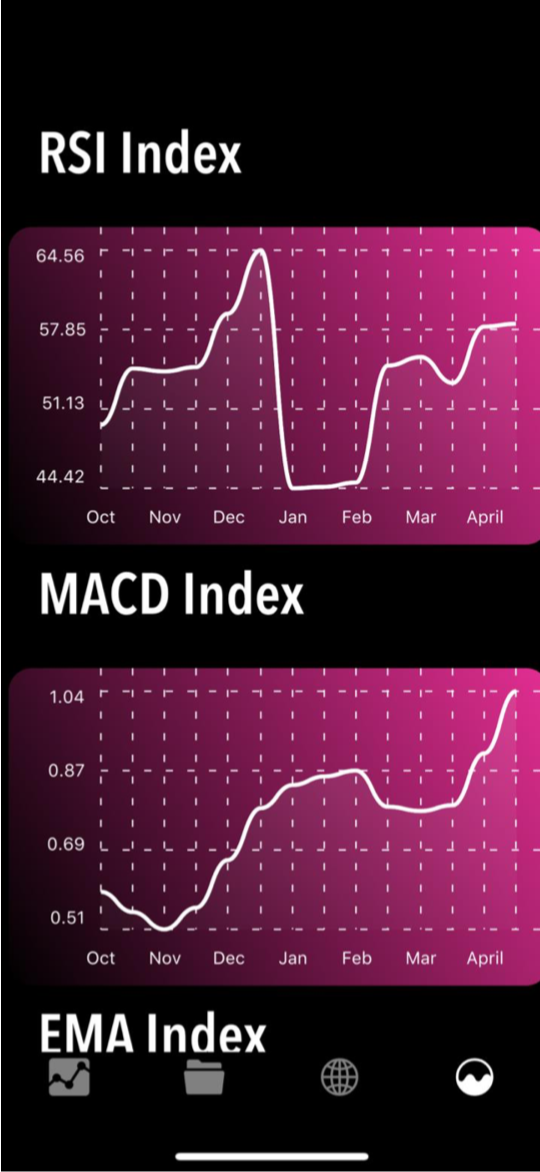 RSI Index
64.56
57.85
51.13
44.42
Oct Nov Dec Jan Feb Mar April
MACD Index
1.04
0.87
0.69
0.51
Oct Nov Dec Jan Feb Mar April
EMA Index